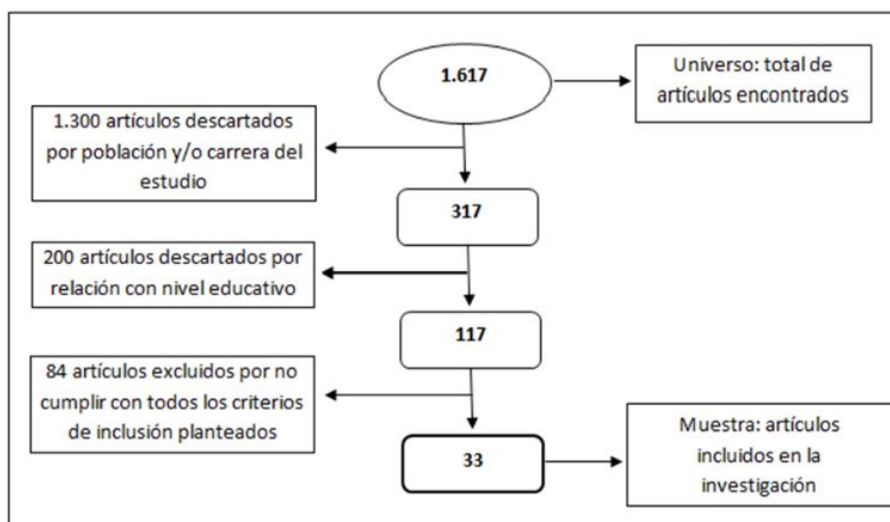 1.617
Universo: total de
artículos encontrados
1.300 artículos descartados
por población y/o carrera del
estudio
317
200 artículos descartados por
relación con nivel educativo
117
84 artículos excluidos por no
cumplir con todos los criterios
de inclusión planteados
33
Muestra: artículos
incluidos en la
investigación